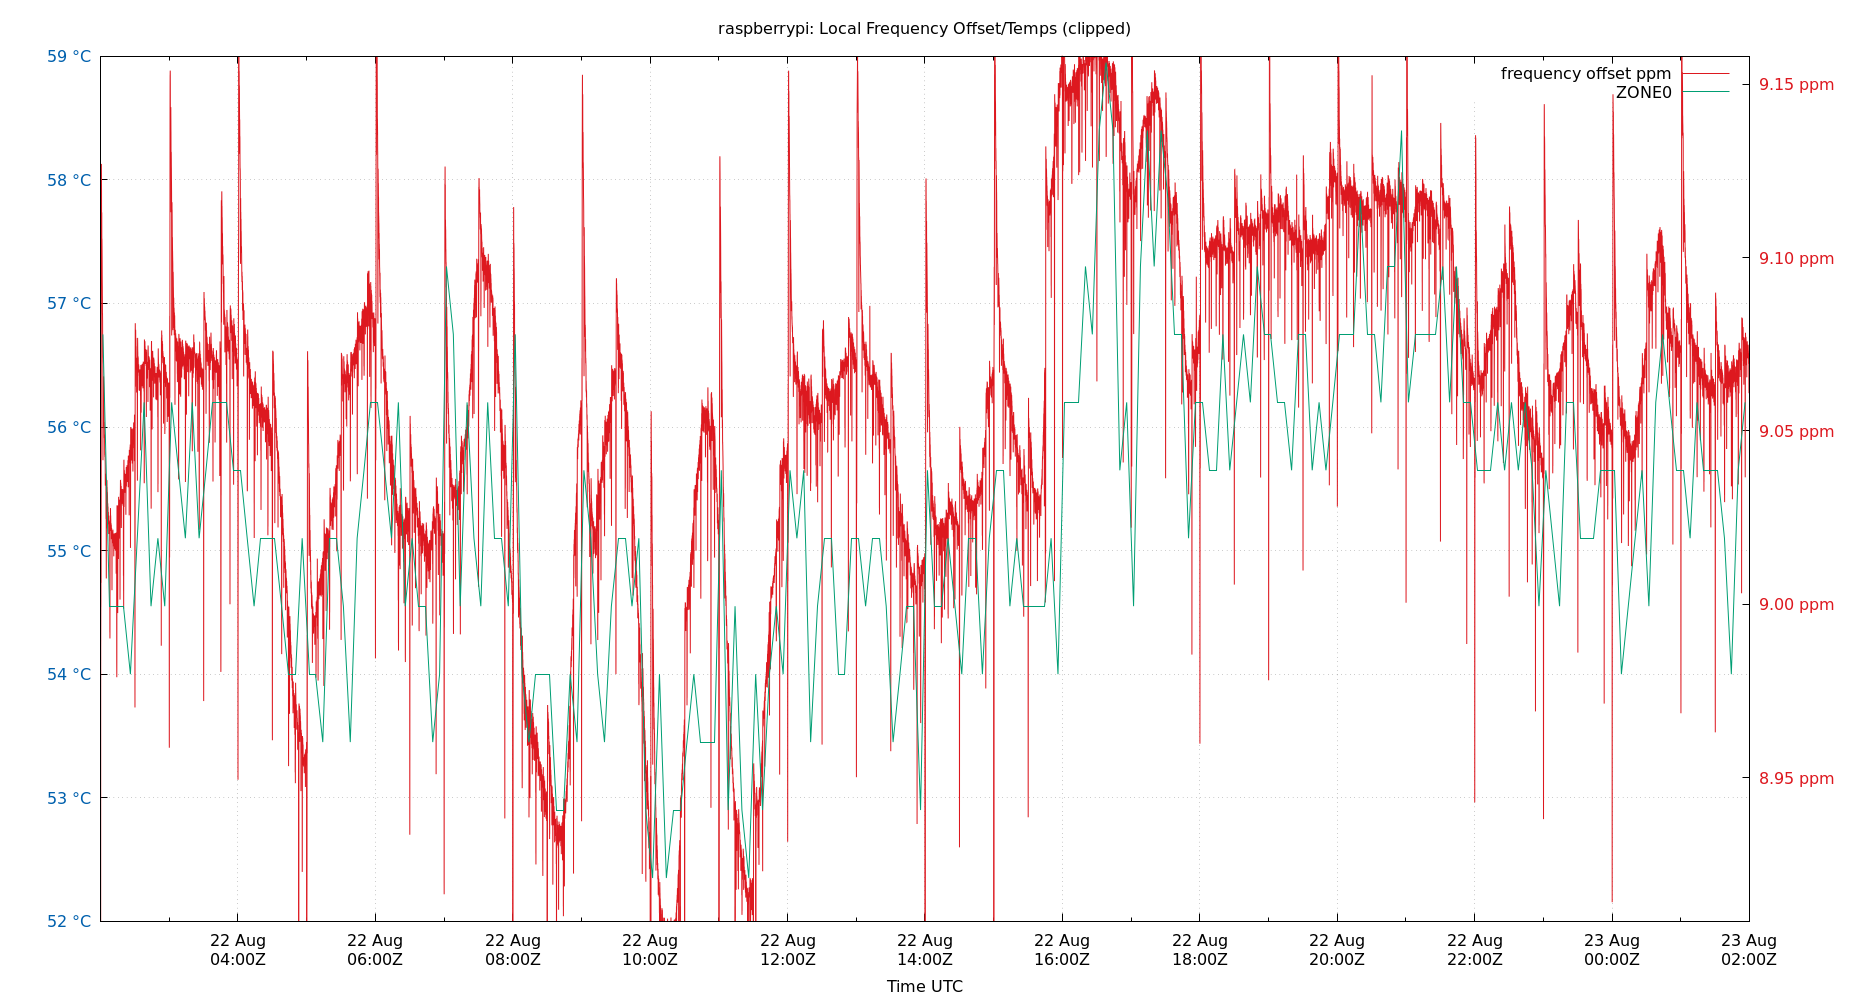 raspberrypi: Local Frequency Offset/Temps (clipped)
59 °C
58 °C
57 °C
56 °C
55 °C
54 °C
53 °C
52 °C
frequency offset ppm
ZONE0
9.15 ppm
9.10 ppm
9.05 ppm
9.00 ppm
8.95 ppm
22 Aug
04:00Z
22 Aug
06:00Z
22 Aug
08:00Z
22 Aug
10:00Z
22 Aug
12:00Z
22 Aug
14:00Z
22 Aug
16:00Z
22 Aug
18:00Z
22 Aug
20:00Z
22 Aug
22:00Z
23 Aug
00:00Z
23 Aug
02:00Z
Time UTC